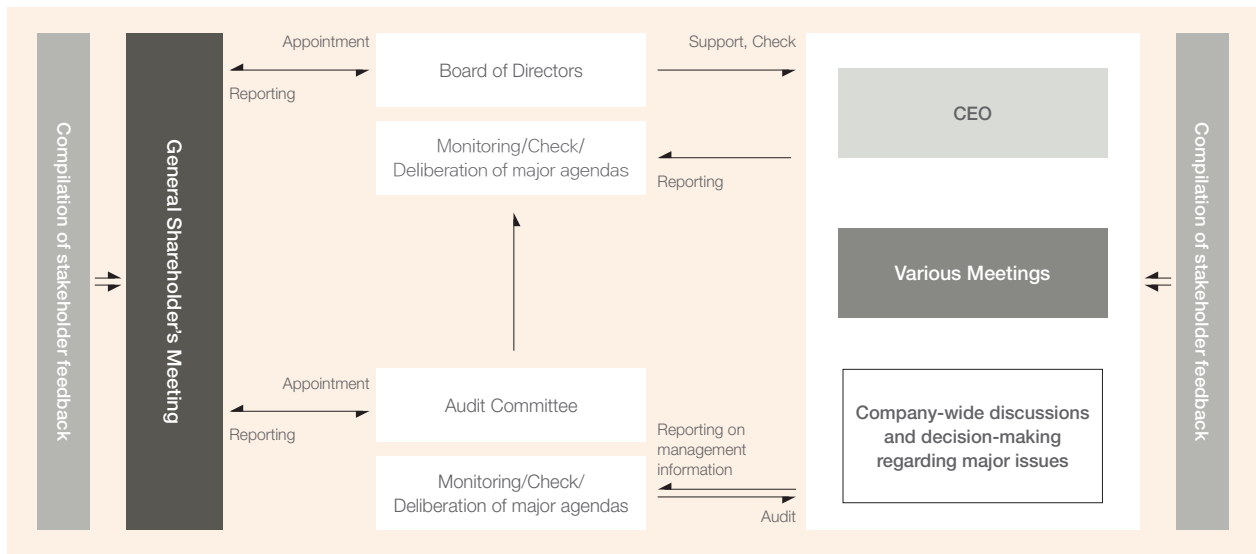 Compilation of stakeholder feedback
General Shareholder's Meeting
Appointment
Reporting
Board of Directors
Monitoring/Check/
Deliberation of major agendas
Support, Check
Reporting
CEO
Various Meetings
Company-wide discussions
and decision-making
regarding major issues
Appointment
Reporting
Audit Committee
Monitoring/Check/
Deliberation of major agendas
Reporting on
management
information
Audit
Compilation of stakeholder feedback